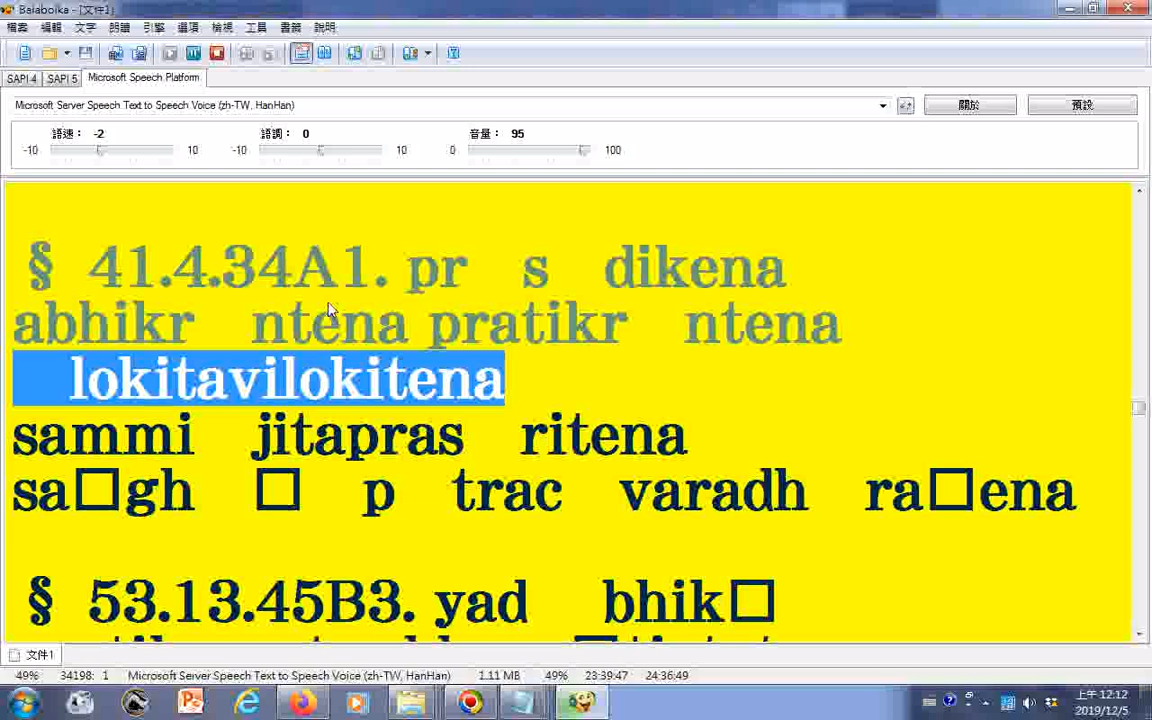 Balabolka - [文件1]
檔案 編輯 文字 朗讀 引擎 選項 檢視 工具 書籤 說明
SAPI 4 SAPI 5 Microsoft Speech Platform
Microsoft Server Speech Text to Speech Voice (zh-TW, HanHan) 關於 預設
語速： -2 語調： 0 音量： 95
-10 10 -10 10 0 100
§ 41.4.34A1. pr s dikena
abhikr ntena pratikr ntena
lokitavilokitena
sammi jitapras ritena
sa□gh □ p trac varadh ra□ena
§ 53.13.45B3. yad bhik□
文件1
49% 34198: 1 Microsoft Server Speech Text to Speech Voice (zh-TW, HanHan) 1.11 MB 49% 23:39:47 24:36:49
上午 12:12
2019/12/5